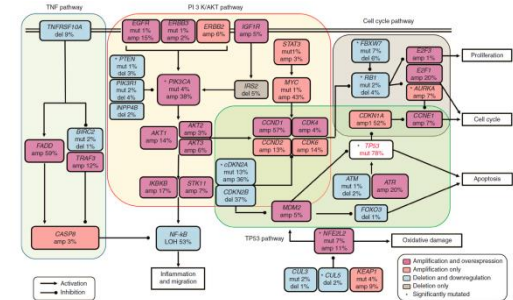 TNF pathway
PI 3 K/AKT pathway
Cell cycle pathway
TNFRSF10A
del 9%
EGFR
mut 1%
amp 15%
ERBB3
mut 1%
amp 2%
ERBB2
amp 6%
IGF1R
amp 5%
STAT3
mut1%
amp 3%
* PTEN
mut 1%
del 3%
PIK3R1
mut 2%
del 4%
INPP4B
mut 2%
* PIK3CA
mut 4%
amp 38%
IRS2
del 5%
MYC
mut 1%
amp 43%
* FBXW7
mut 7%
del 6%
* RB1
mut 2%
del 4%
E2F3
amp 1%
E2F1
amp 20%
* AURKA
amp 7%
Proliferation
CDKN1A
amp1 52%
CCNE1
amp 7%
Cell cycle
FADD
amp 59%
BIRC2
mut 2%
del 1%
TRAF3
amp 12%
AKT1
amp 14%
AKT2
amp 3%
AKT3
amp 6%
CCND1
amp 57%
CDK4
amp 4%
CCND2
amp 13%
CDK6
amp 14%
* TP53
mut 78%
* cDKN2A
mut 13%
amp 36%
CDKN2B
del 37%
IKBKB
amp 17%
STK11
amp 7%
ATM
mut 1%
del 2%
ATR
amp 20%
Apoptosis
MDM2
amp 5%
FOXO3
del 1%
CASP8
amp 3%
NF-kB
LOH 53%
TP53 pathway
* NFE2L2
mut 7%
amp 11%
Oxidative damage
Inflammation
and migration
CUL3
mut 2%
del 1%
* CUL5
del 2%
KEAP1
mut 4%
amp 9%
Activation
Inhibition
Amplification and overexpression
Amplification only
Deletion and downregulation
Deletion only
* Significantly mutated